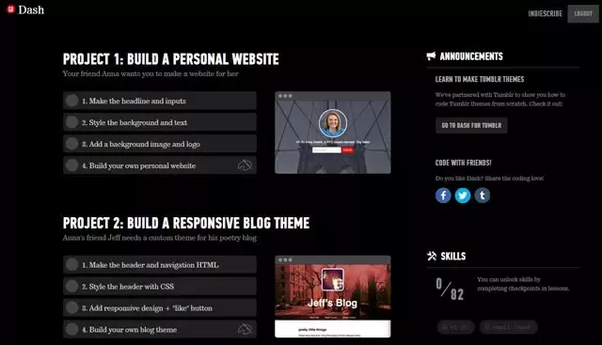 Dash
INDIESCRIBE
LOGOUT
PROJECT 1: BUILD A PERSONAL WEBSITE
Your friend Anna wants you to make a website for her
1. Make the headline and inputs
2. Style the background and text
3. Add a background image and logo
4. Build your own personal website
PROJECT 2: BUILD A RESPONSIVE BLOG THEME
Anna's friend Jeff needs a custom theme for his poetry blog
1. Make the header and navigation HTML
2. Style the header with CSS
3. Add responsive design + "like" button
4. Build your own blog theme
Jeff's Blog
ANNOUNCEMENTS
LEARN TO MAKE TUMBLR THEMES
We've partnered with Tumblr to show you how to
code Tumblr themes from scratch. Check it out!
GO TO DASH FOR TUMBLR
CODE WITH FRIENDS!
Do you like Dash? Share the coding love!
f
t
SKILLS
0/82
You can unlock skills by
completing checkpoints in lessons.